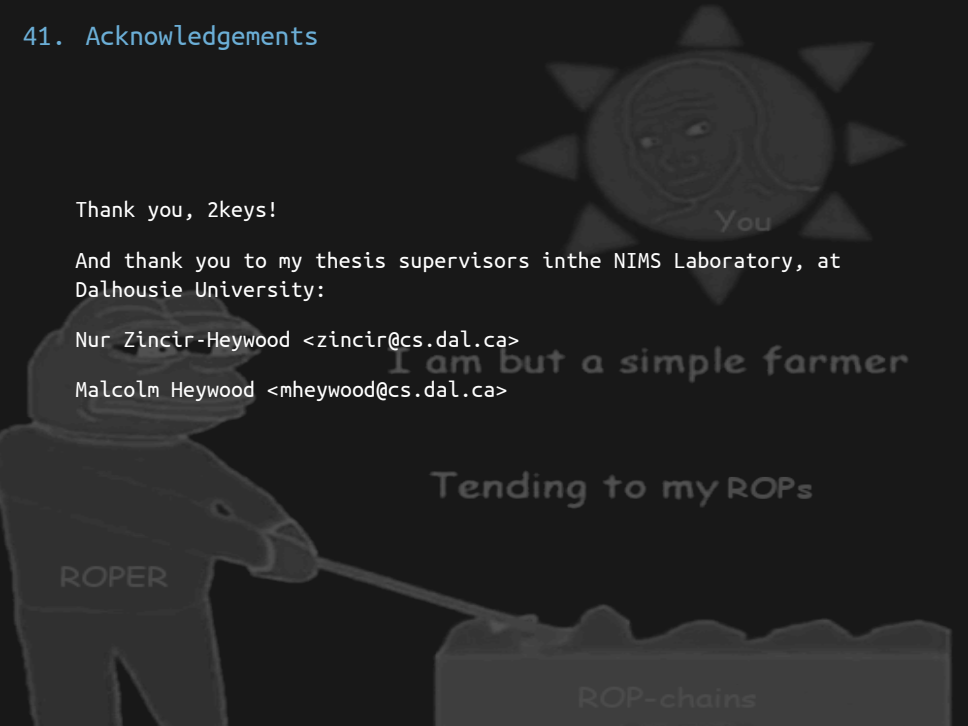 41. Acknowledgements
Thank you, 2keys!
You
And thank you to my thesis supervisors inthe NIMS Laboratory, at
Dalhousie University:
Nur Zincir-Heywood <zincir@cs.dal.ca>
I am but a simple farmer
Malcolm Heywood <mheywood@cs.dal.ca>
Tending to my ROPs
ROPER
ROP-chains